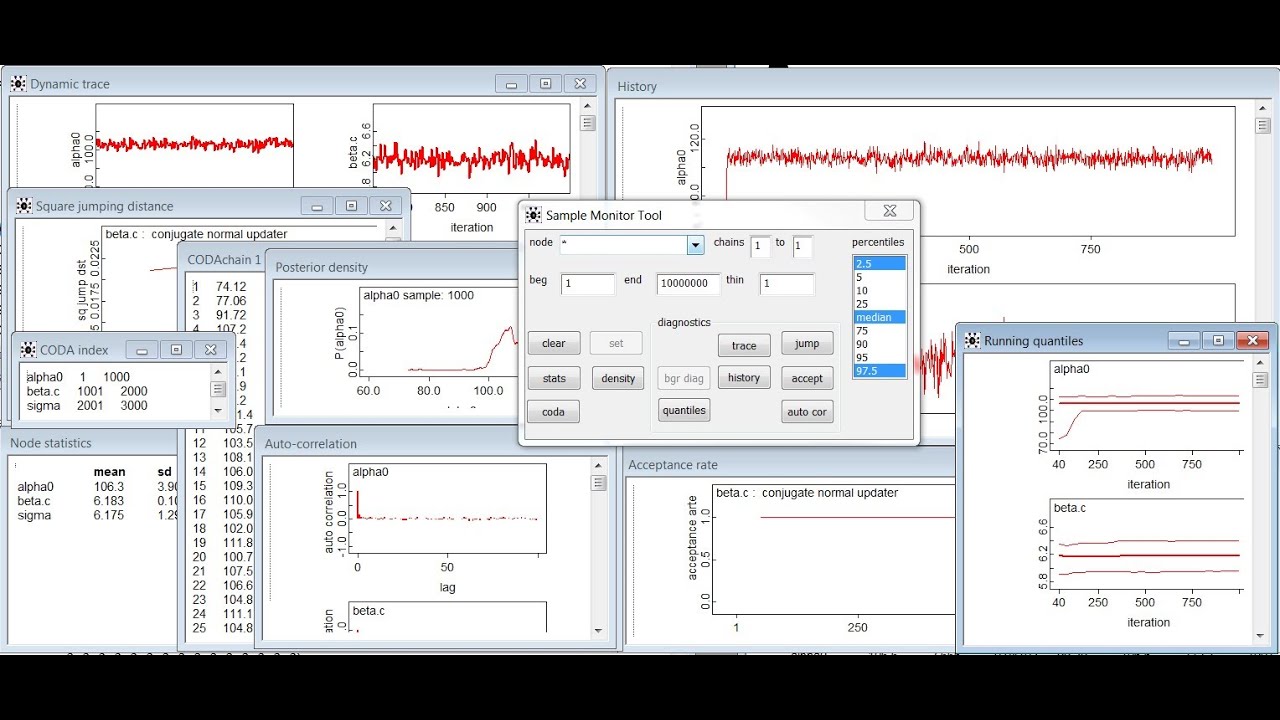 Dynamic trace
alpha0
100.0
0.0
beta.c
6.6
6.2
.8
850
900
iteration
History
alpha0
120.0
iteration
500
750
Square jumping distance
beta.c : conjugate normal updater
sq jump dst
0.0225
0.0175
CODAchain 1
1 74.12
2 77.06
3 91.72
4 107.2
12 103.5
13 108.1
14 106.0
15 109.3
16 110.0
17 105.9
18 102.0
19 111.8
20 100.7
21 107.5
22 106.6
23 104.8
24 111.1
25 104.8
Posterior density
alpha0 sample: 1000
P(alpha0)
0.1
0.0
60.0
80.0
100.0
Sample Monitor Tool
node * chains 1 to 1 percentiles
beg 1 end 10000000 thin 1
2.5
5
10
25
median
75
90
95
97.5
diagnostics
clear set trace jump
stats density bgr diag history accept
coda quantiles auto cor
CODA index
alpha0 1 1000
beta.c 1001 2000
sigma 2001 3000
Running quantiles
alpha0
100.0
70.0
40 250 500 750
iteration
beta.c
6.6
6.2
5.8
40 250 500 750
iteration
Node statistics
mean sd
alpha0 106.3 3.90
beta.c 6.183 0.10
sigma 6.175 1.29
Auto-correlation
alpha0
auto correlation
1.0
0.0
-1.0
0 50
lag
beta.c
Acceptance rate
beta.c : conjugate normal updater
acceptance arte
1.0
0.5
0.0
1 250